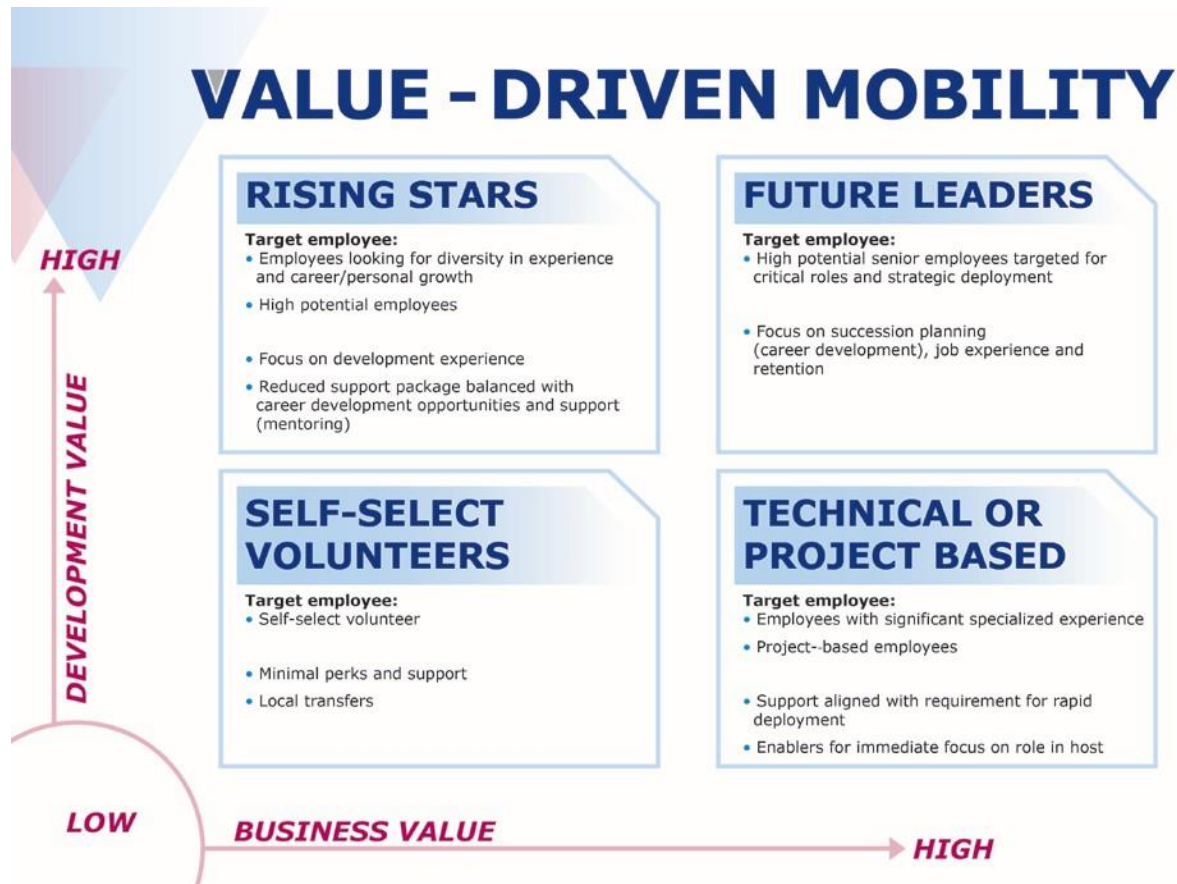 VALUE - DRIVEN MOBILITY
RISING STARS
Target employee:
• Employees looking for diversity in experience
and career/personal growth
• High potential employees
• Focus on development experience
• Reduced support package balanced with
career development opportunities and support
(mentoring)
FUTURE LEADERS
Target employee:
• High potential senior employees targeted for
critical roles and strategic deployment
• Focus on succession planning
(career development), job experience and
retention
HIGH
DEVELOPMENT VALUE
SELF-SELECT
VOLUNTEERS
Target employee:
• Self-select volunteer
• Minimal perks and support
• Local transfers
TECHNICAL OR
PROJECT BASED
Target employee:
• Employees with significant specialized experience
• Project--based employees
• Support aligned with requirement for rapid
deployment
• Enablers for immediate focus on role in host
LOW
BUSINESS VALUE
HIGH